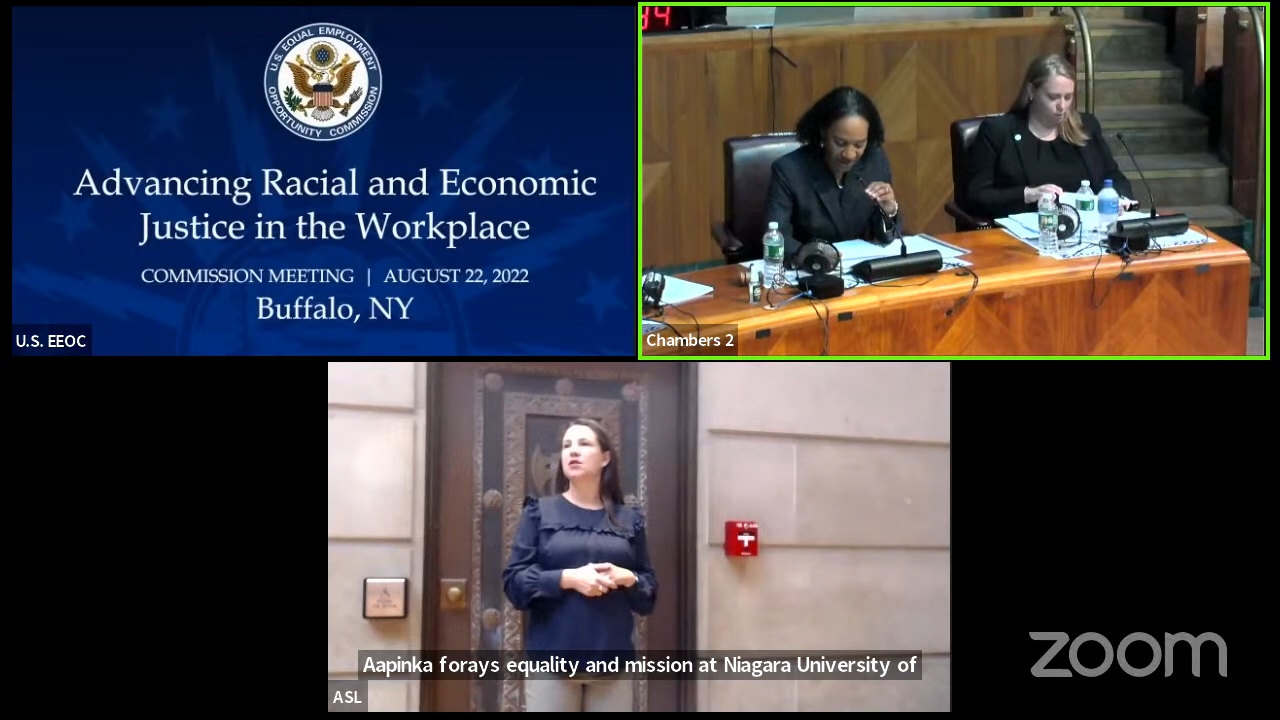 U.S. EQUAL EMPLOYMENT
OPPORTUNITY COMMISSION
Advancing Racial and Economic
Justice in the Workplace
COMMISSION MEETING | AUGUST 22, 2022
Buffalo, NY
U.S. EEOC
Chambers 2
Aapinka forays equality and mission at Niagara University of
ASL
zoom